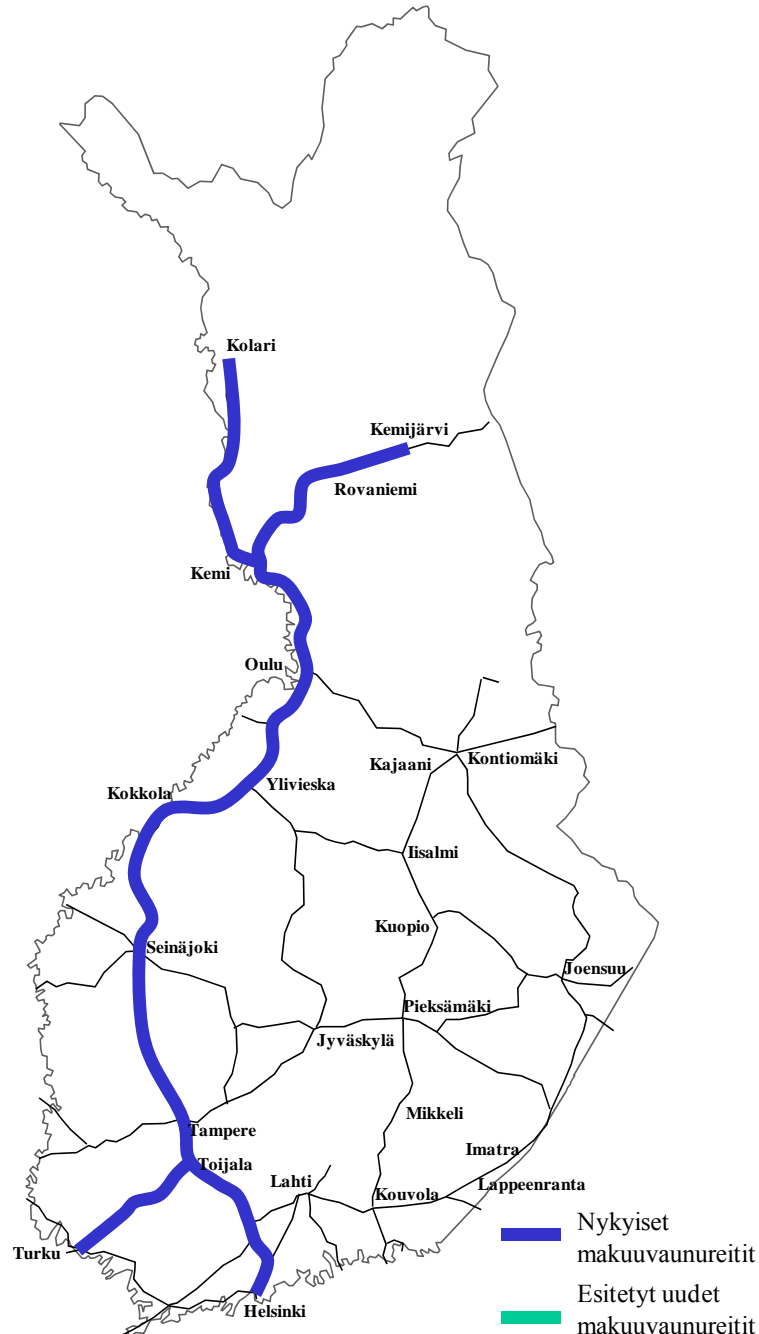 Kolari
Kemijärvi
Rovaniemi
Kemi
Oulu
Kajaani
Kontiomäki
Ylivieska
Kokkola
Iisalmi
Kuopio
Seinäjoki
Joensuu
Pieksämäki
Jyväskylä
Mikkeli
Tampere
Imatra
Toijala
Lahti
Lappeenranta
Kouvola
Turku
Helsinki
Nykyiset
makuuvaunureitit
Esitetyt uudet
makuuvaunureitit